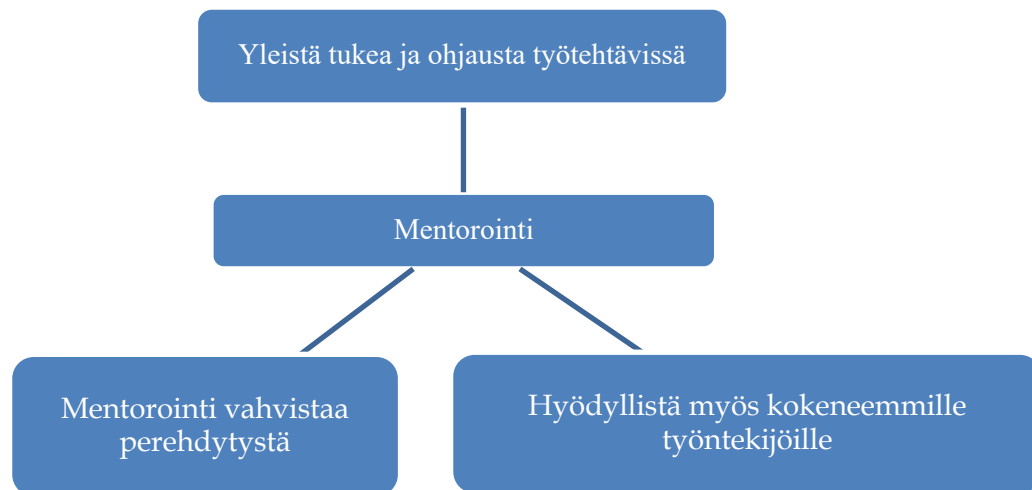 Yleistä tukea ja ohjausta työtehtävissä
Mentorointi
Mentorointi vahvistaa
perehdytystä
Hyödyllistä myös kokeneemmille
työntekijöille